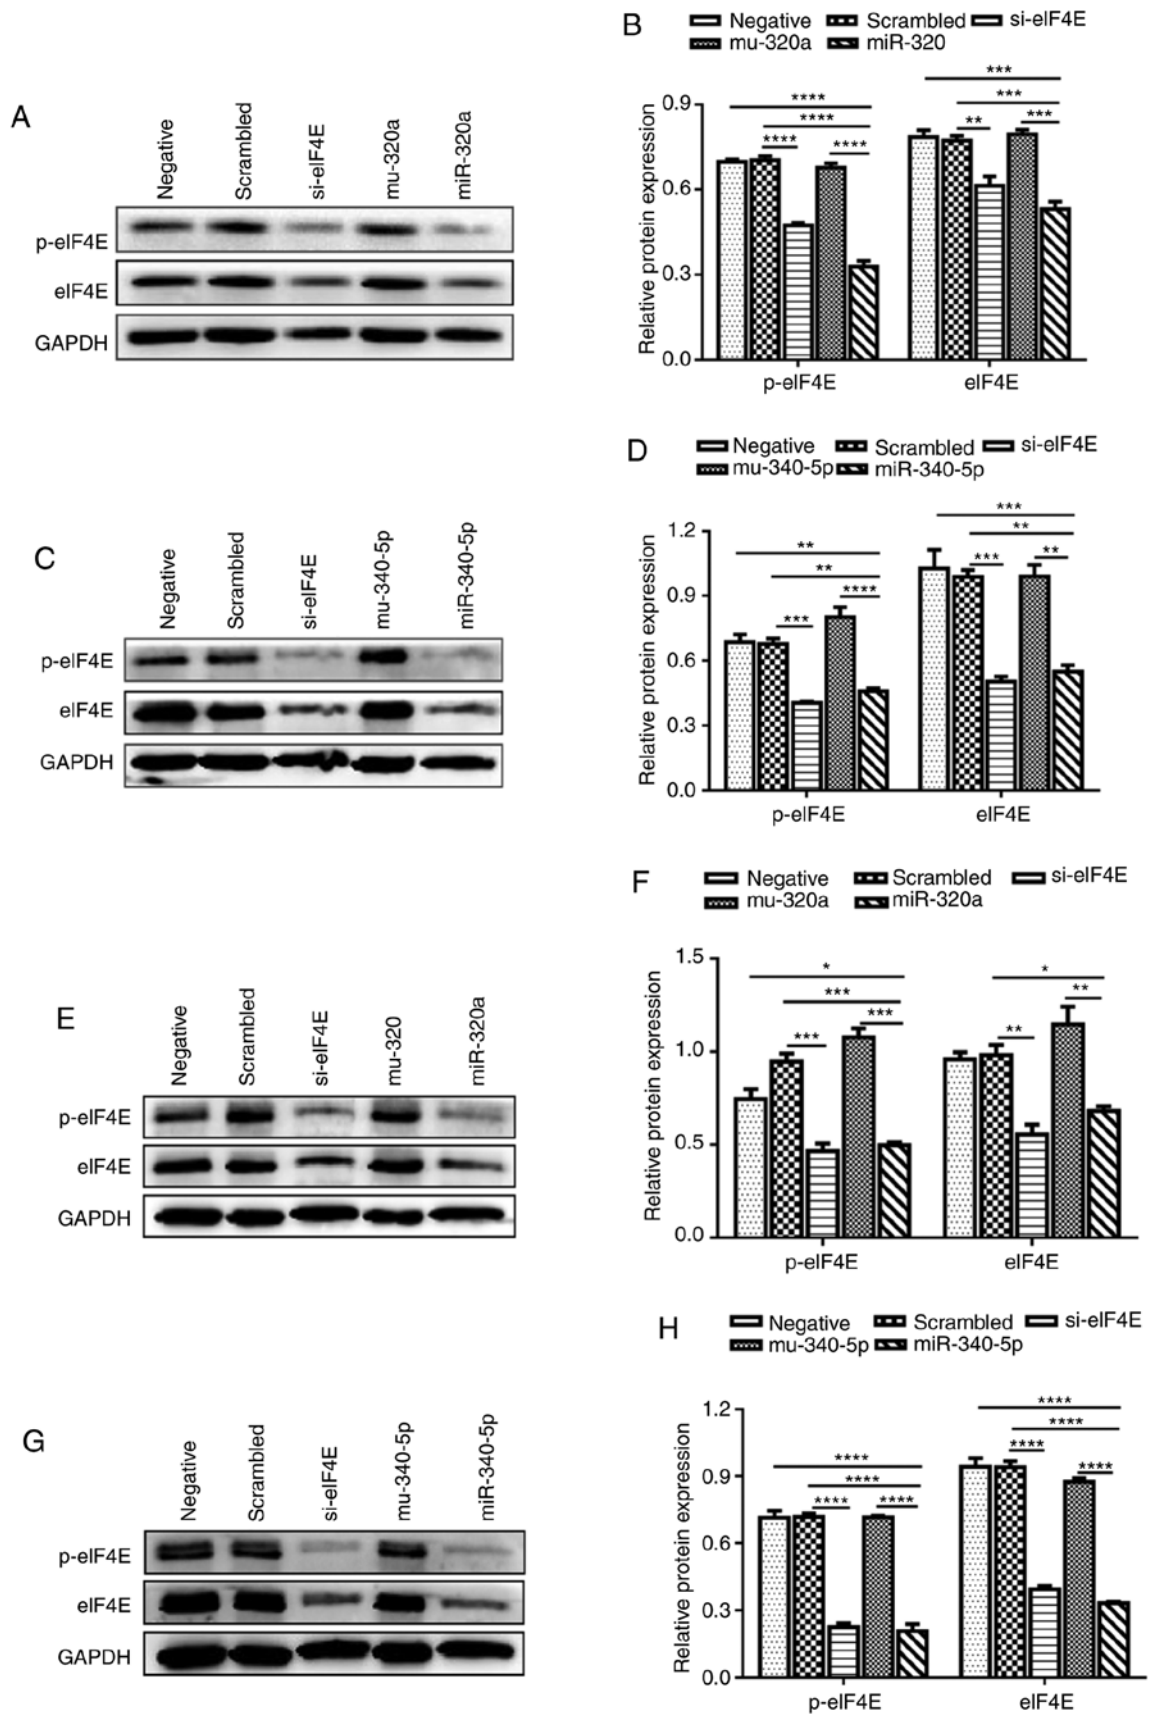 A
Negative
Scrambled
si-eIF4E
mu-320a
miR-320a
p-eIF4E
eIF4E
GAPDH
B
Negative Scrambled si-eIF4E
mu-320a miR-320
Relative protein expression
0.9
0.6
0.3
0.0
**** **** **** ****
*** *** ** ***
p-eIF4E eIF4E
C
Negative
Scrambled
si-eIF4E
mu-340-5p
miR-340-5p
p-eIF4E
eIF4E
GAPDH
D
Negative Scrambled si-eIF4E
mu-340-5p miR-340-5p
Relative protein expression
1.2
0.9
0.6
0.3
0.0
** ** *** ****
*** ** *** **
p-eIF4E eIF4E
E
Negative
Scrambled
si-eIF4E
mu-320
miR-320a
p-eIF4E
eIF4E
GAPDH
F
Negative Scrambled si-eIF4E
mu-320a miR-320a
Relative protein expression
1.5
1.0
0.5
0.0
* *** *** ***
* ** **
p-eIF4E eIF4E
G
Negative
Scrambled
si-eIF4E
mu-340-5p
miR-340-5p
p-eIF4E
eIF4E
GAPDH
H
Negative Scrambled si-eIF4E
mu-340-5p miR-340-5p
Relative protein expression
1.2
0.9
0.6
0.3
0.0
**** **** **** ****
**** **** **** ****
p-eIF4E eIF4E